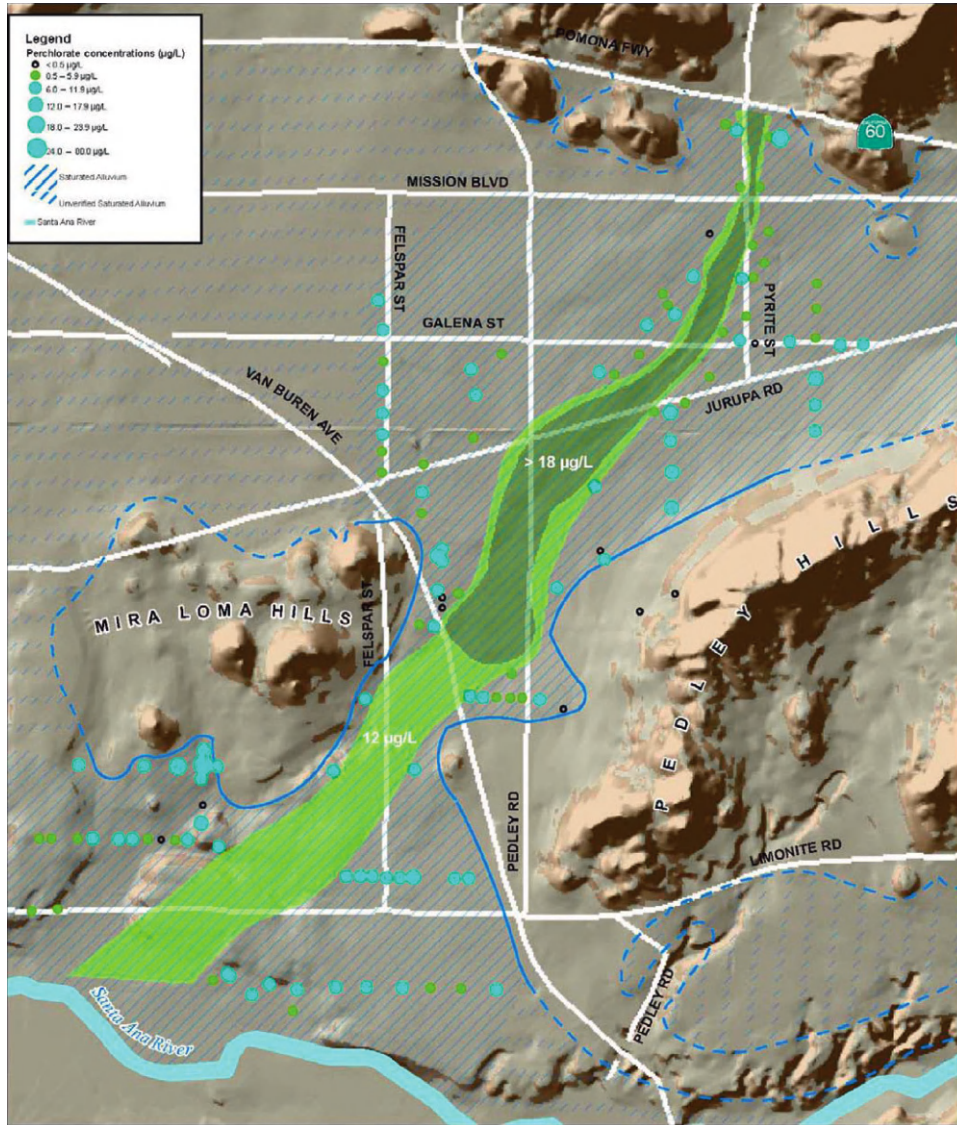 Legend
Perchlorate concentrations (µg/L)
<0.5 µg/L
0.5 – 5.9 µg/L
6.0 – 11.9 µg/L
12.0 – 17.9 µg/L
18.0 – 23.9 µg/L
24.0 – 80.0 µg/L
Saturated Alluvium
Unverified Saturated Alluvium
Santa Ana River
POMONA FWY
CALIFORNIA
60
MISSION BLVD
FELSPAR ST
PYRITE ST
GALENA ST
VAN BUREN AVE
JURUPA RD
> 18 µg/L
PEDLEY HILLS
MIRA LOMA HILLS
FELSPAR ST
12 µg/L
PEDLEY RD
LIMONITE RD
PEDLEY RD
Santa Ana River